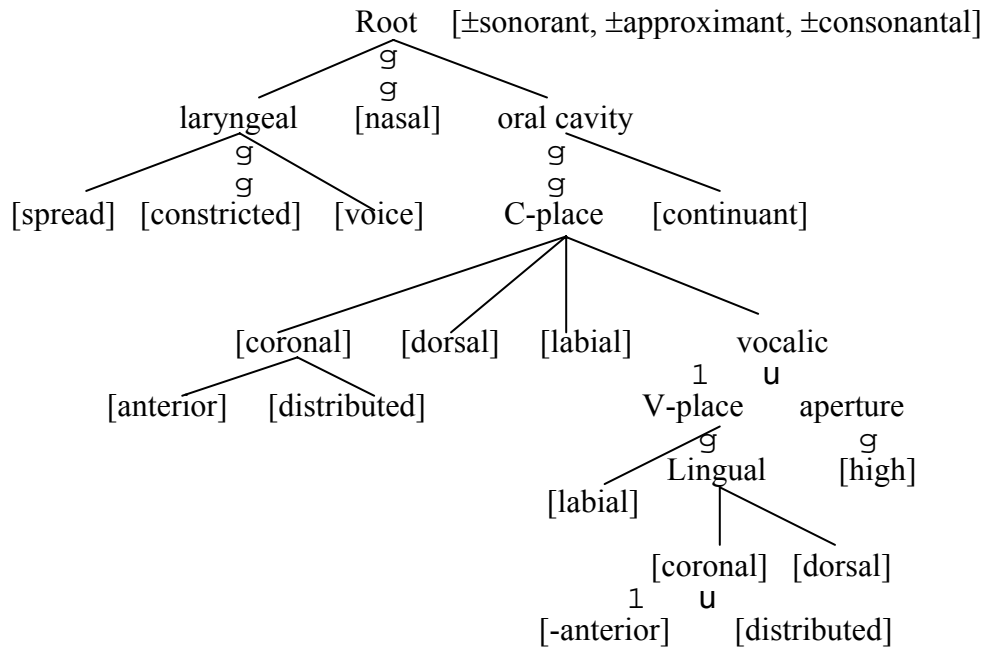 Root [±sonorant, ±approximant, ±consonantal]
g
g
laryngeal [nasal] oral cavity
g g
g g
[spread] [constricted] [voice] C-place [continuant]
[coronal] [dorsal] [labial] vocalic
1 u
[anterior] [distributed] V-place aperture
g g
Lingual [high]
[labial]
[coronal] [dorsal]
1 u
[-anterior] [distributed]